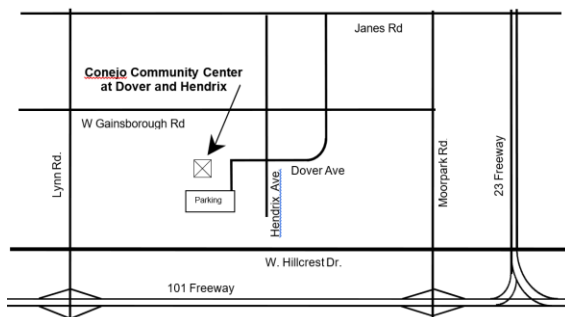 Janes Rd
Conejo Community Center
at Dover and Hendrix
W Gainsborough Rd
Lynn Rd.
Dover Ave
Parking
Hendrix Ave
Moorpark Rd.
23 Freeway
W. Hillcrest Dr.
101 Freeway